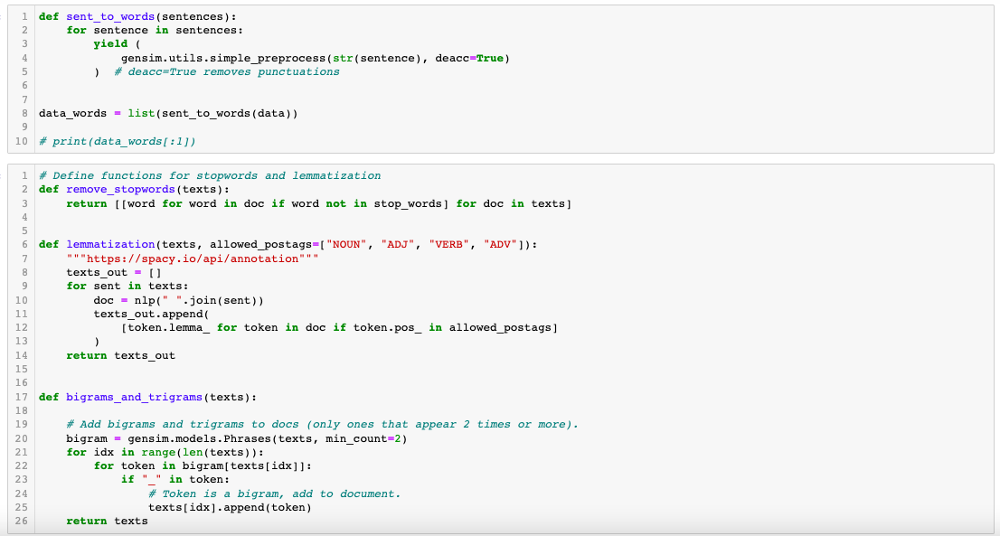 1 def sent_to_words(sentences):
2     for sentence in sentences:
3         yield (
4             gensim.utils.simple_preprocess(str(sentence), deacc=True)
5         )  # deacc=True removes punctuations
6
7
8 data_words = list(sent_to_words(data))
9
10 # print(data_words[:1])
1 # Define functions for stopwords and lemmatization
2 def remove_stopwords(texts):
3     return [[word for word in doc if word not in stop_words] for doc in texts]
4
5
6 def lemmatization(texts, allowed_postags=["NOUN", "ADJ", "VERB", "ADV"]):
7     """https://spacy.io/api/annotation"""
8     texts_out = []
9     for sent in texts:
10         doc = nlp(" ".join(sent))
11         texts_out.append(
12             [token.lemma_ for token in doc if token.pos_ in allowed_postags]
13         )
14     return texts_out
15
16
17 def bigrams_and_trigrams(texts):
18
19     # Add bigrams and trigrams to docs (only ones that appear 2 times or more).
20     bigram = gensim.models.Phrases(texts, min_count=2)
21     for idx in range(len(texts)):
22         for token in bigram[texts[idx]]:
23             if "_" in token:
24                 # Token is a bigram, add to document.
25                 texts[idx].append(token)
26     return texts